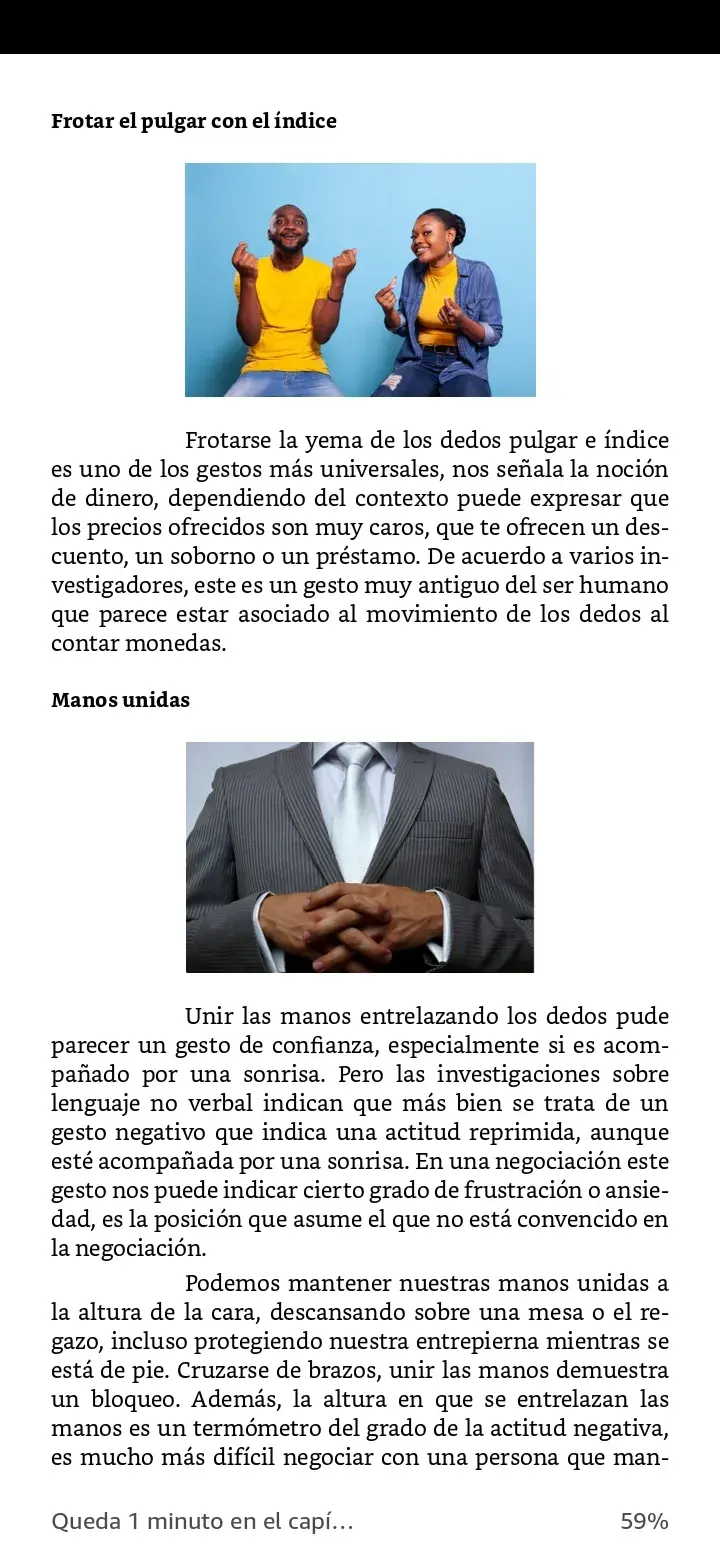 Frotar el pulgar con el índice
Frotarse la yema de los dedos pulgar e índice
es uno de los gestos más universales, nos señala la noción
de dinero, dependiendo del contexto puede expresar que
los precios ofrecidos son muy caros, que te ofrecen un des-
cuento, un soborno o un préstamo. De acuerdo a varios in-
vestigadores, este es un gesto muy antiguo del ser humano
que parece estar asociado al movimiento de los dedos al
contar monedas.
Manos unidas
Unir las manos entrelazando los dedos pude
parecer un gesto de confianza, especialmente si es acom-
pañado por una sonrisa. Pero las investigaciones sobre
lenguaje no verbal indican que más bien se trata de un
gesto negativo que indica una actitud reprimida, aunque
esté acompañada por una sonrisa. En una negociación este
gesto nos puede indicar cierto grado de frustración o ansie-
dad, es la posición que asume el que no está convencido en
la negociación.
Podemos mantener nuestras manos unidas a
la altura de la cara, descansando sobre una mesa o el re-
gazo, incluso protegiendo nuestra entrepierna mientras se
está de pie. Cruzarse de brazos, unir las manos demuestra
un bloqueo. Además, la altura en que se entrelazan las
manos es un termómetro del grado de la actitud negativa,
es mucho más difícil negociar con una persona que man-
Queda 1 minuto en el capí… 59%